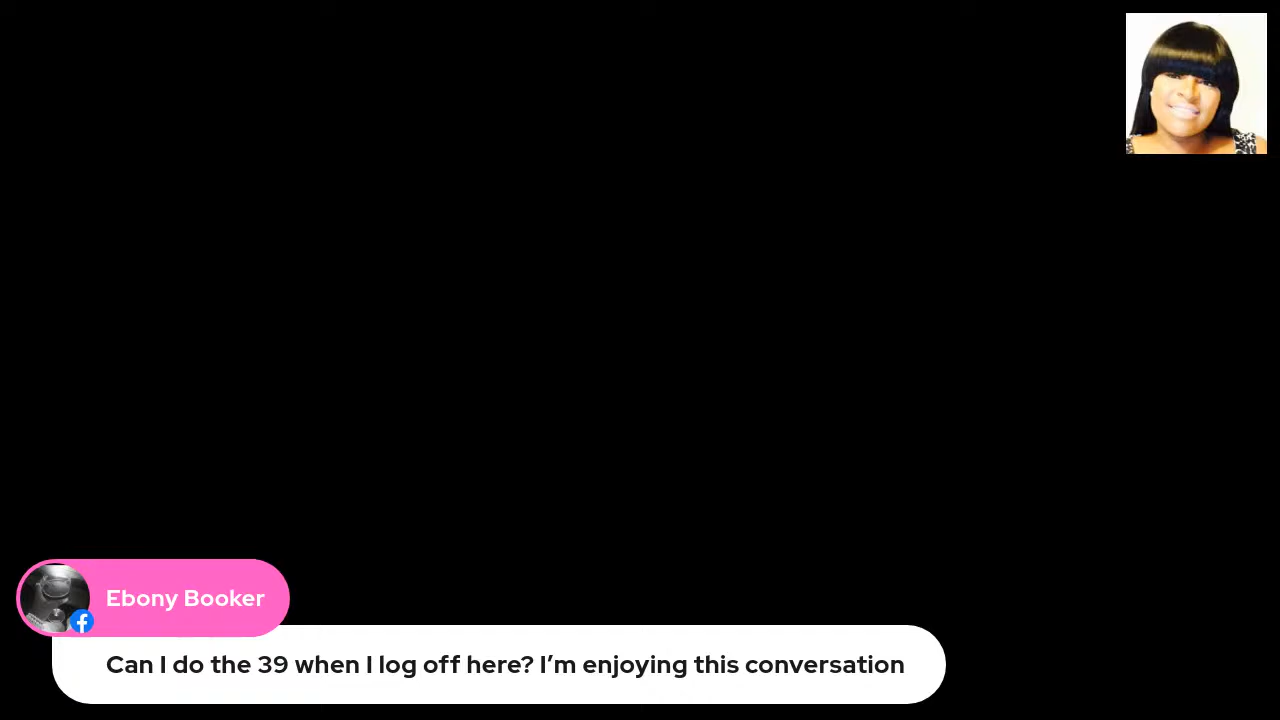 Ebony Booker
Can I do the 39 when I log off here? I’m enjoying this conversation